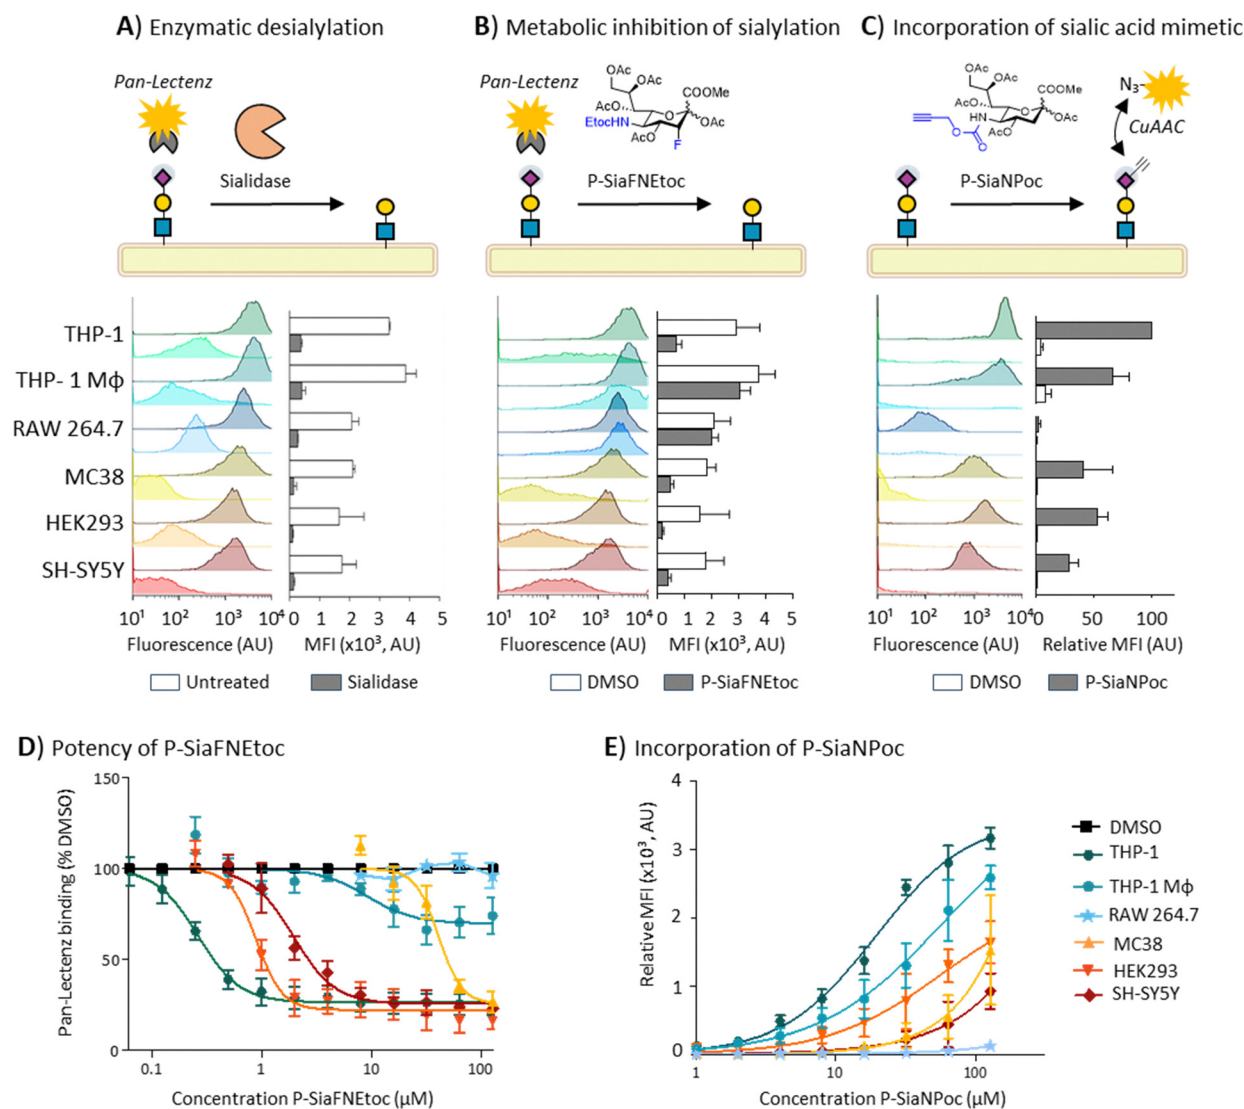 A) Enzymatic desialylation
B) Metabolic inhibition of sialylation
C) Incorporation of sialic acid mimetic
Pan-Lectenz
Sialidase
Pan-Lectenz
OAc
OAc
AcO
COOMe
EtocHN
OAc
AcO
F
P-SiaFNEtoc
OAc
OAc
AcO
COOMe
HN
OAc
AcO
O
O
N₃
CuAAC
P-SiaNPoc
THP-1
THP- 1 Mϕ
RAW 264.7
MC38
HEK293
SH-SY5Y
10¹ 10² 10³ 10⁴
Fluorescence (AU)
0 1 2 3 4 5
MFI (x10³, AU)
10¹ 10² 10³ 10⁴
Fluorescence (AU)
0 1 2 3 4 5
MFI (x10³, AU)
10¹ 10² 10³ 10⁴
Fluorescence (AU)
0 50 100
Relative MFI (AU)
Untreated Sialidase
DMSO P-SiaFNEtoc
DMSO P-SiaNPoc
D) Potency of P-SiaFNEtoc
Pan-Lectenz binding (% DMSO)
150
100
50
0
0.1 1 10 100
Concentration P-SiaFNEtoc (µM)
E) Incorporation of P-SiaNPoc
Relative MFI (x10³, AU)
4
3
2
1
0
1 10 100
Concentration P-SiaNPoc (µM)
DMSO
THP-1
THP-1 Mϕ
RAW 264.7
MC38
HEK293
SH-SY5Y